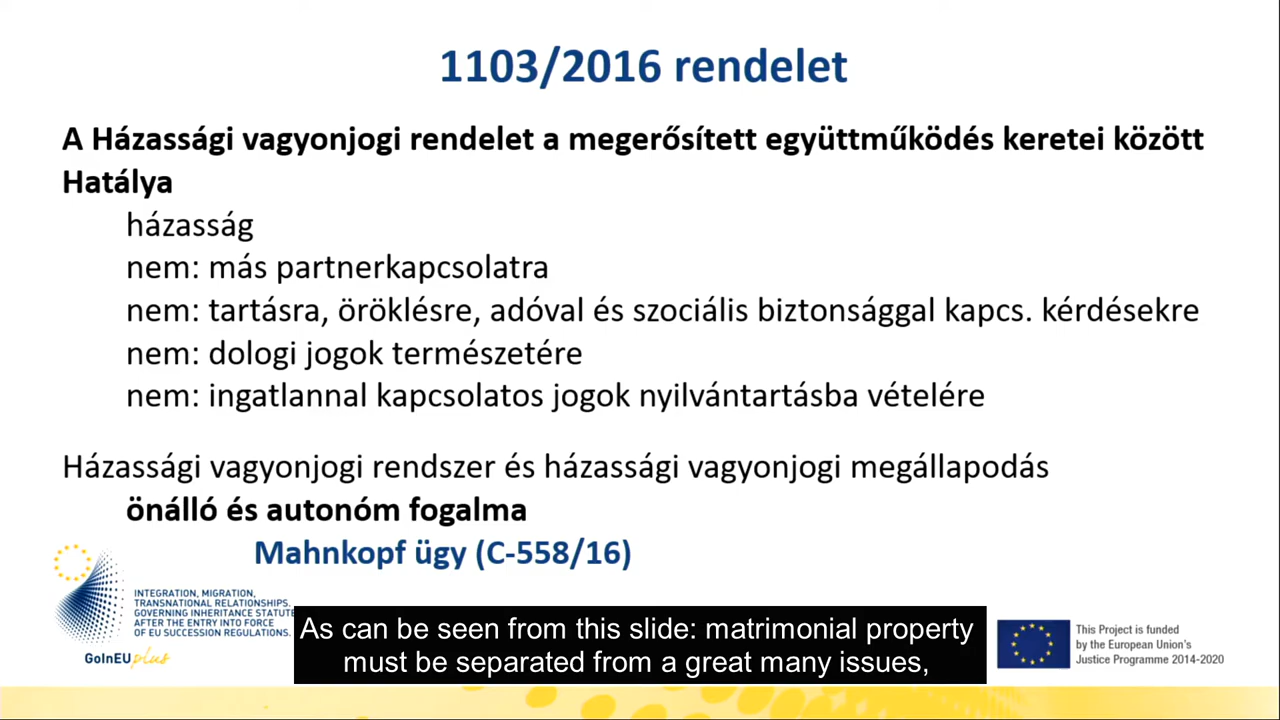 1103/2016 rendelet
A Házassági vagyonjogi rendelet a megerősített együttműködés keretei között
Hatálya
házasság
nem: más partnerkapcsolatra
nem: tartásra, öröklésre, adóval és szociális biztonsággal kapcs. kérdésekre
nem: dologi jogok természetére
nem: ingatlannal kapcsolatos jogok nyilvántartásba vételére
Házassági vagyonjogi rendszer és házassági vagyonjogi megállapodás
önálló és autonóm fogalma
Mahnkopf ügy (C-558/16)
INTEGRATION, MIGRATION,
TRANSNATIONAL RELATIONSHIPS.
GOVERNING INHERITANCE STATUTE
AFTER THE ENTRY INTO FORCE
OF EU SUCCESSION REGULATIONS.
GoInEU plus
As can be seen from this slide: matrimonial property
must be separated from a great many issues,
This Project is funded
by the European Union's
Justice Programme 2014-2020